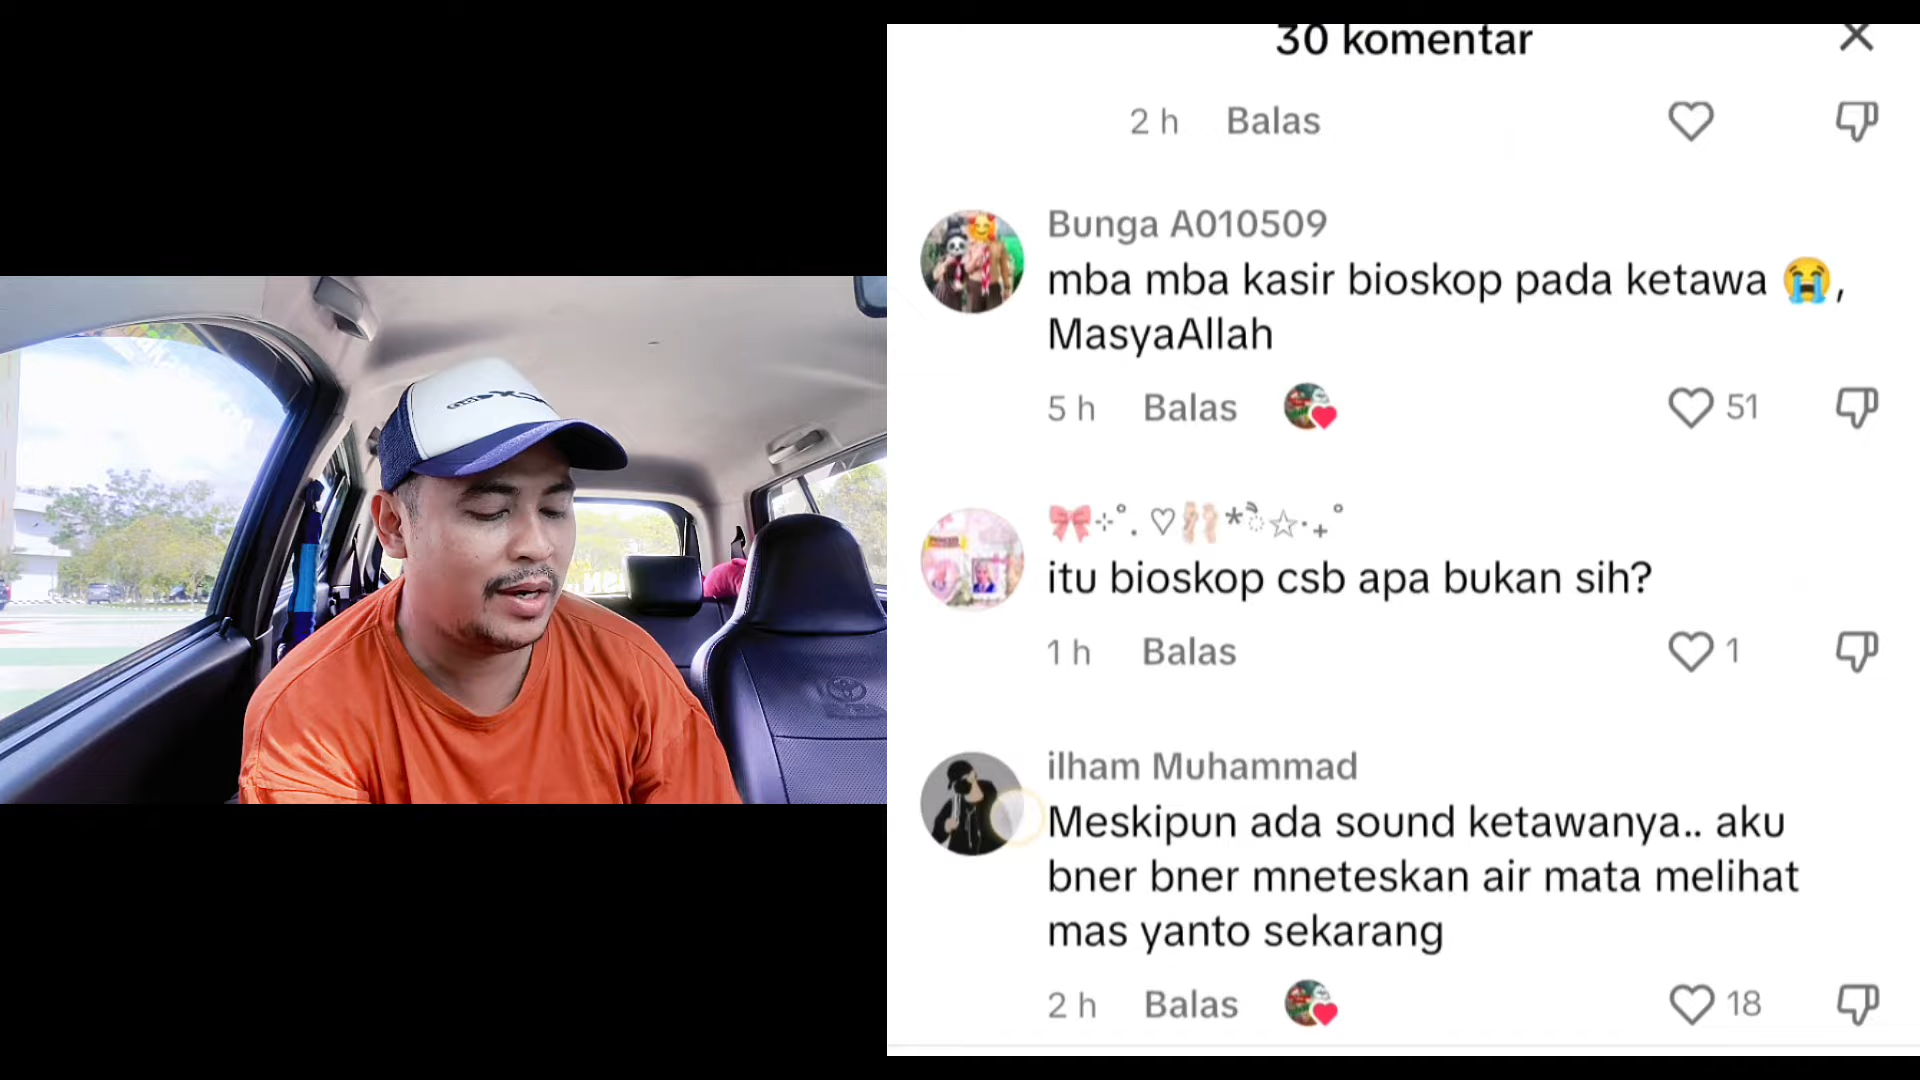 30 komentar
2 h Balas
Bunga A010509
mba mba kasir bioskop pada ketawa 😭,
MasyaAllah
5 h Balas 51
itu bioskop csb apa bukan sih?
1 h Balas 1
ilham Muhammad
Meskipun ada sound ketawanya.. aku
bner bner mneteskan air mata melihat
mas yanto sekarang
2 h Balas 18